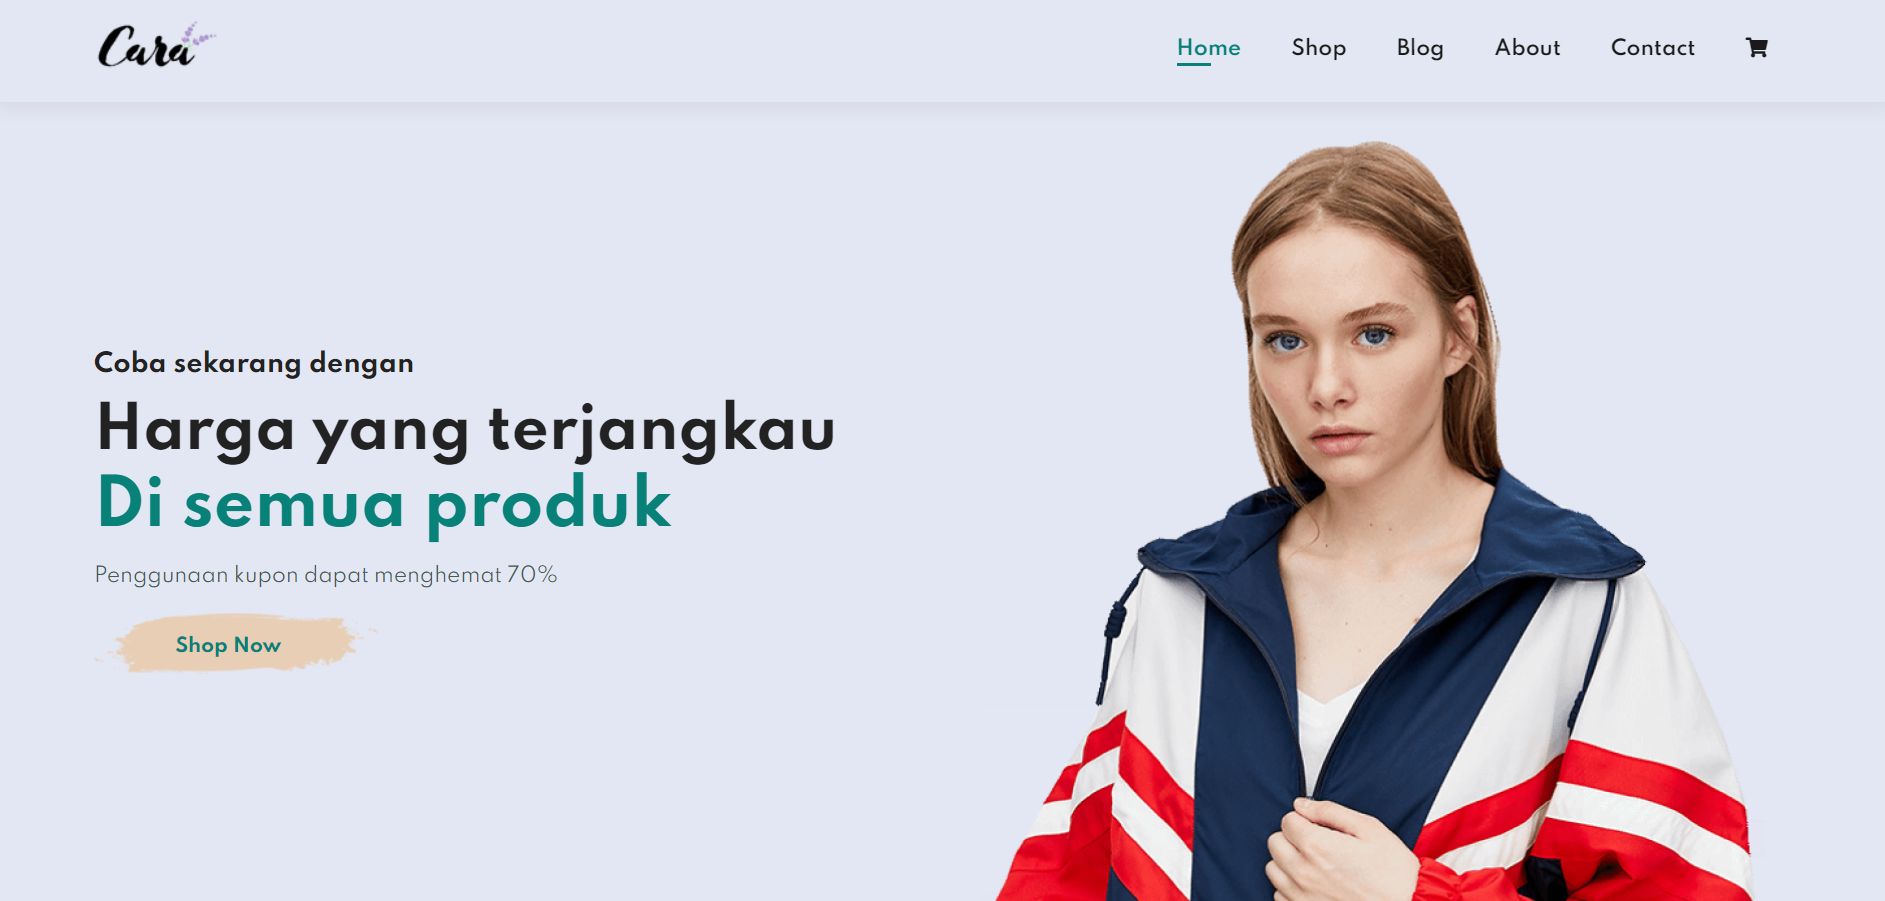 Cara
Home Shop Blog About Contact
Coba sekarang dengan
Harga yang terjangkau
Di semua produk
Penggunaan kupon dapat menghemat 70%
Shop Now